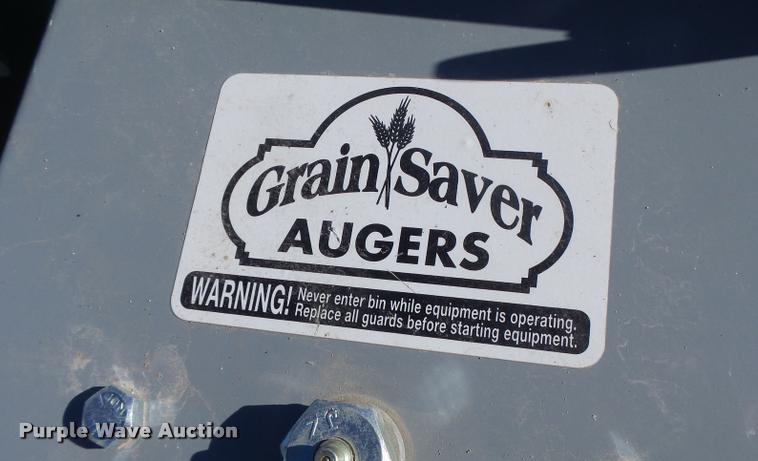 Grain Saver
AUGERS
WARNING! Never enter bin while equipment is operating.
Replace all guards before starting equipment.
Purple Wave Auction